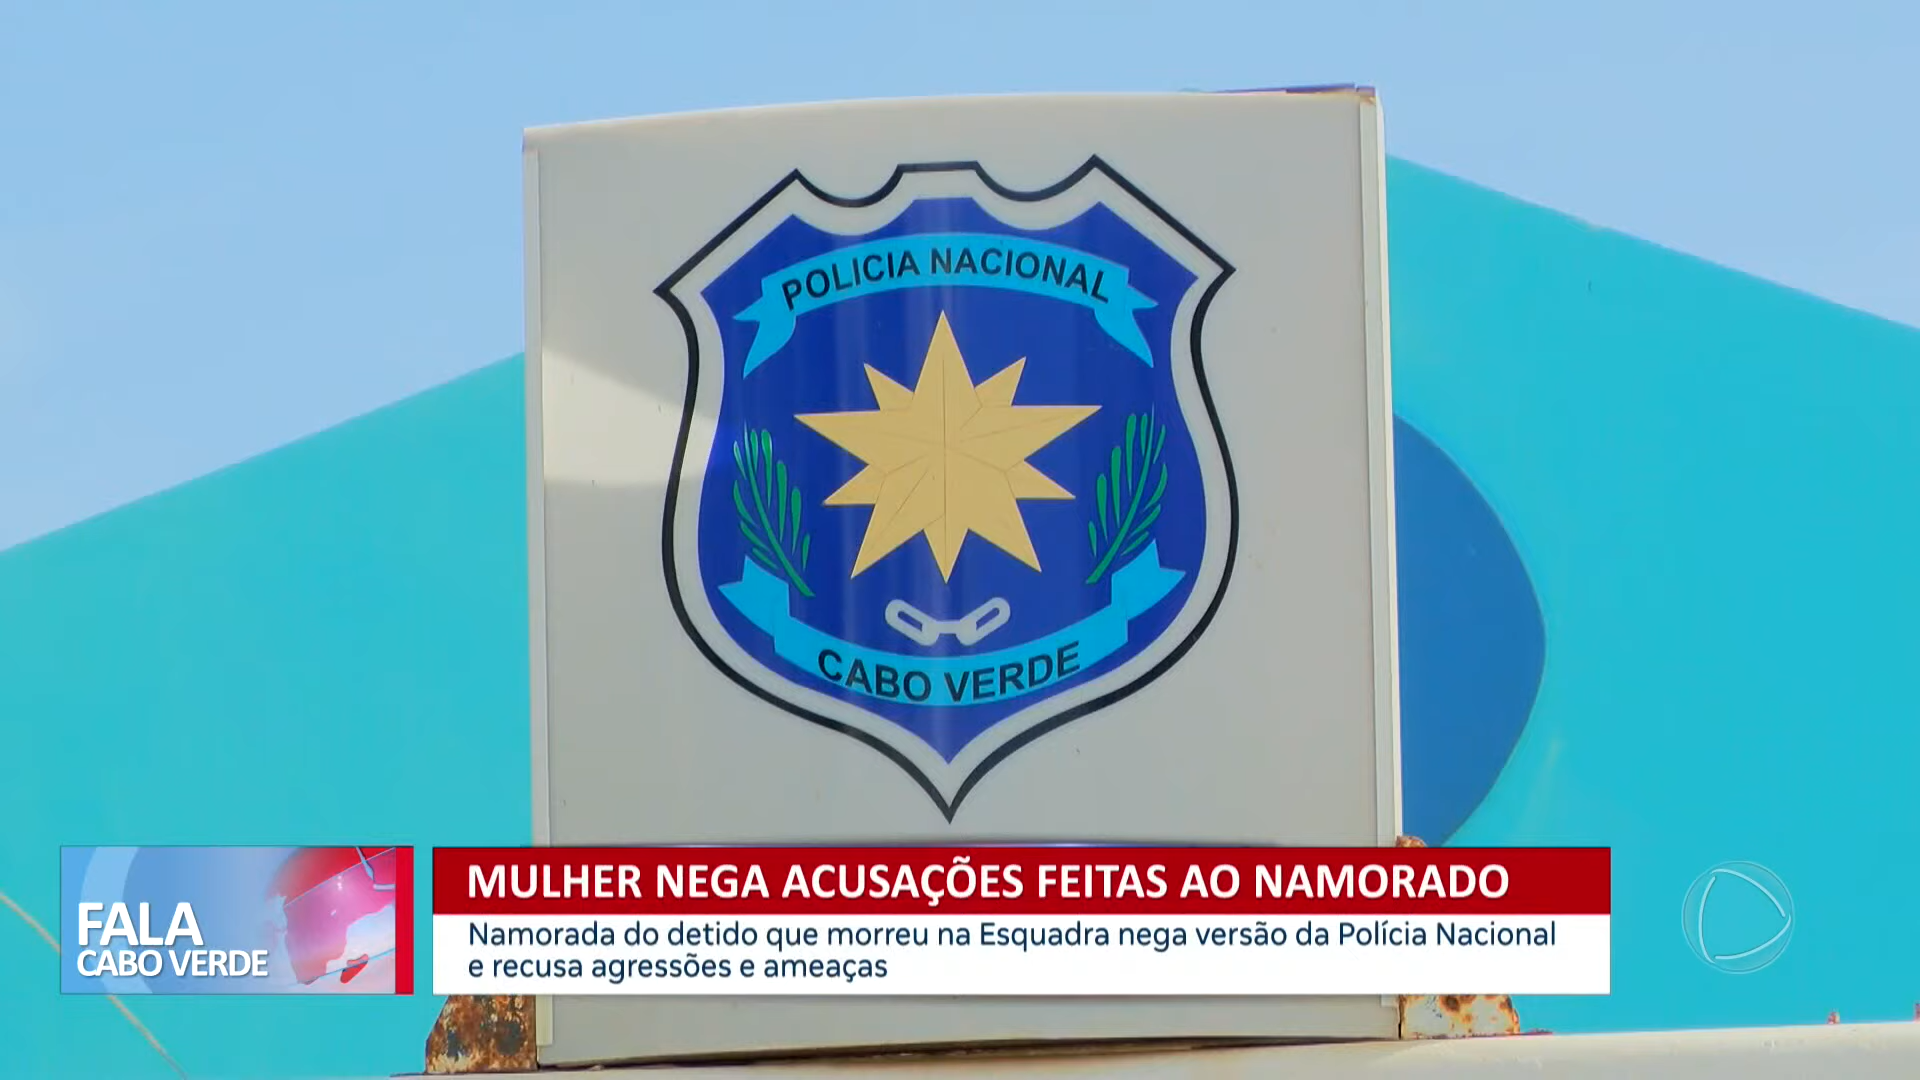 POLICIA NACIONAL
CABO VERDE
FALA
CABO VERDE
MULHER NEGA ACUSAÇÕES FEITAS AO NAMORADO
Namorada do detido que morreu na Esquadra nega versão da Polícia Nacional
e recusa agressões e ameaças